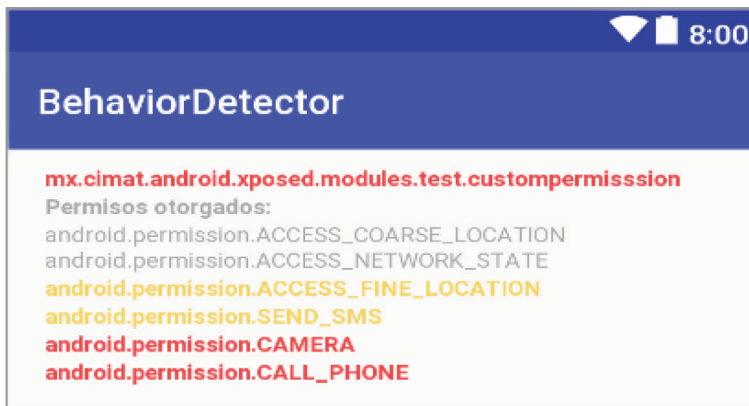 8:00
BehaviorDetector
mx.cimat.android.xposed.modules.test.custompermisssion
Permisos otorgados:
android.permission.ACCESS_COARSE_LOCATION
android.permission.ACCESS_NETWORK_STATE
android.permission.ACCESS_FINE_LOCATION
android.permission.SEND_SMS
android.permission.CAMERA
android.permission.CALL_PHONE